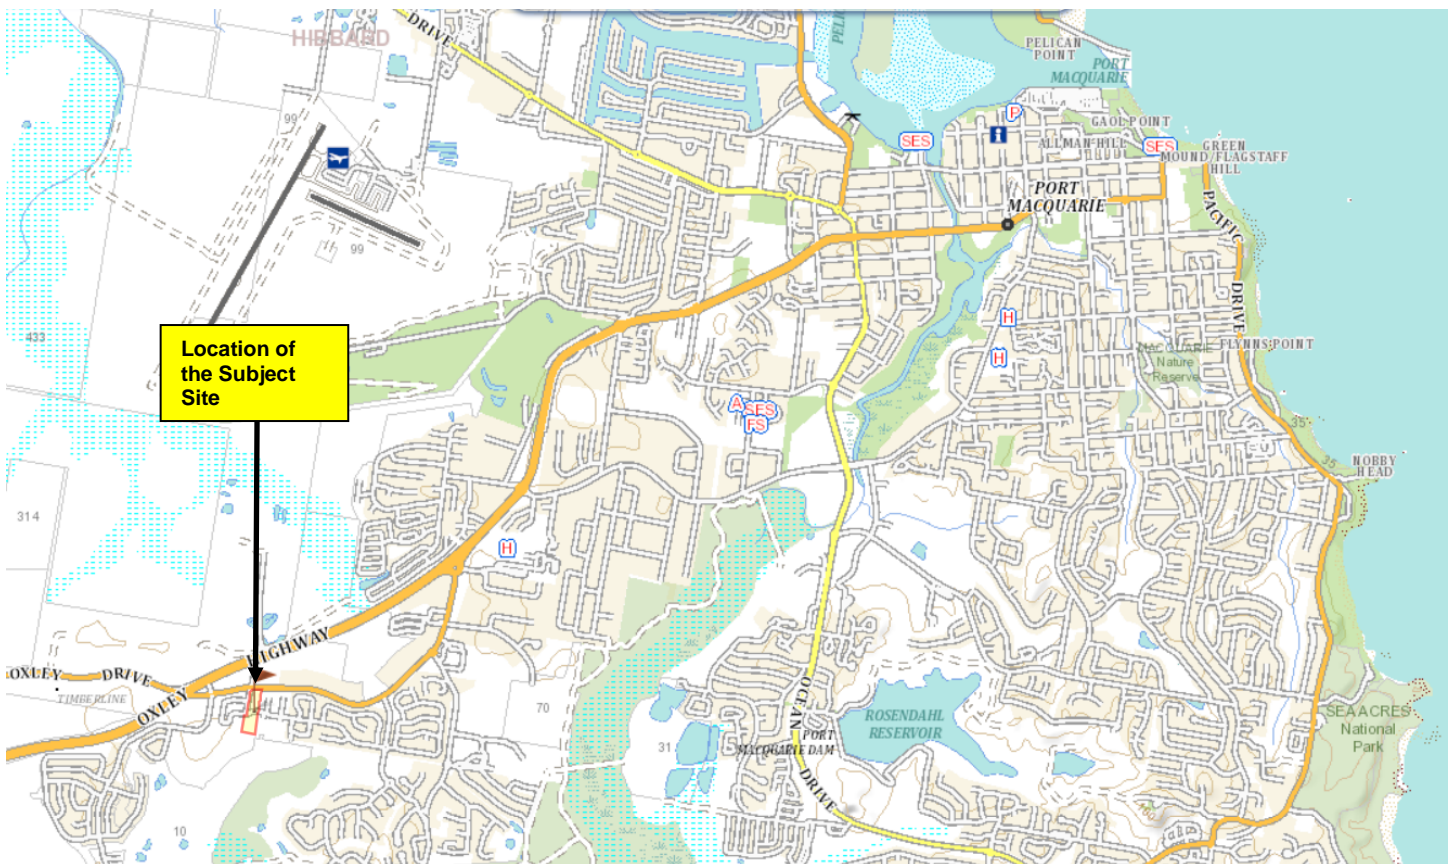 DRIVE
HIBBARD
PELICAN
POINT
PORT
MACQUARIE
P
GAOL POINT
99
SES
i
ALLMAN HILL
SES
GREEN
MOUND/FLAGSTAFF
HILL
PORT
MACQUARIE
PACIFIC
DRIVE
99
433
Location of
the Subject
Site
H
H
FLYNNS POINT
MACQUARIE
Nature
Reserve
A
SES
FS
35
35
NOBBY
HEAD
314
H
HIGHWAY
OXLEY DRIVE
TIMBERLINE
OXLEY
70
31
OCEAN
DRIVE
PORT
MACQUARIE DAM
ROSENDAHL
RESERVOIR
SEA ACRES
National
Park
10